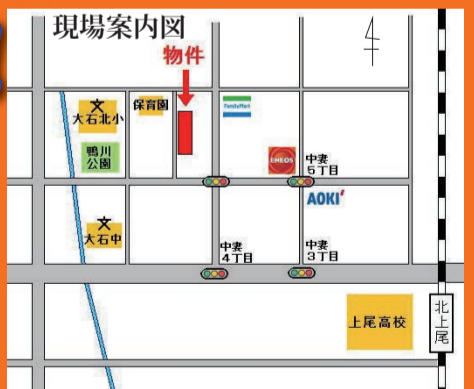 現場案内図
物件
文
大石北小
保育園
FamilyMart
鴨川
公園
ENEOS
中妻
5丁目
AOKI
文
大石中
中妻
4丁目
中妻
3丁目
上尾高校
北上尾